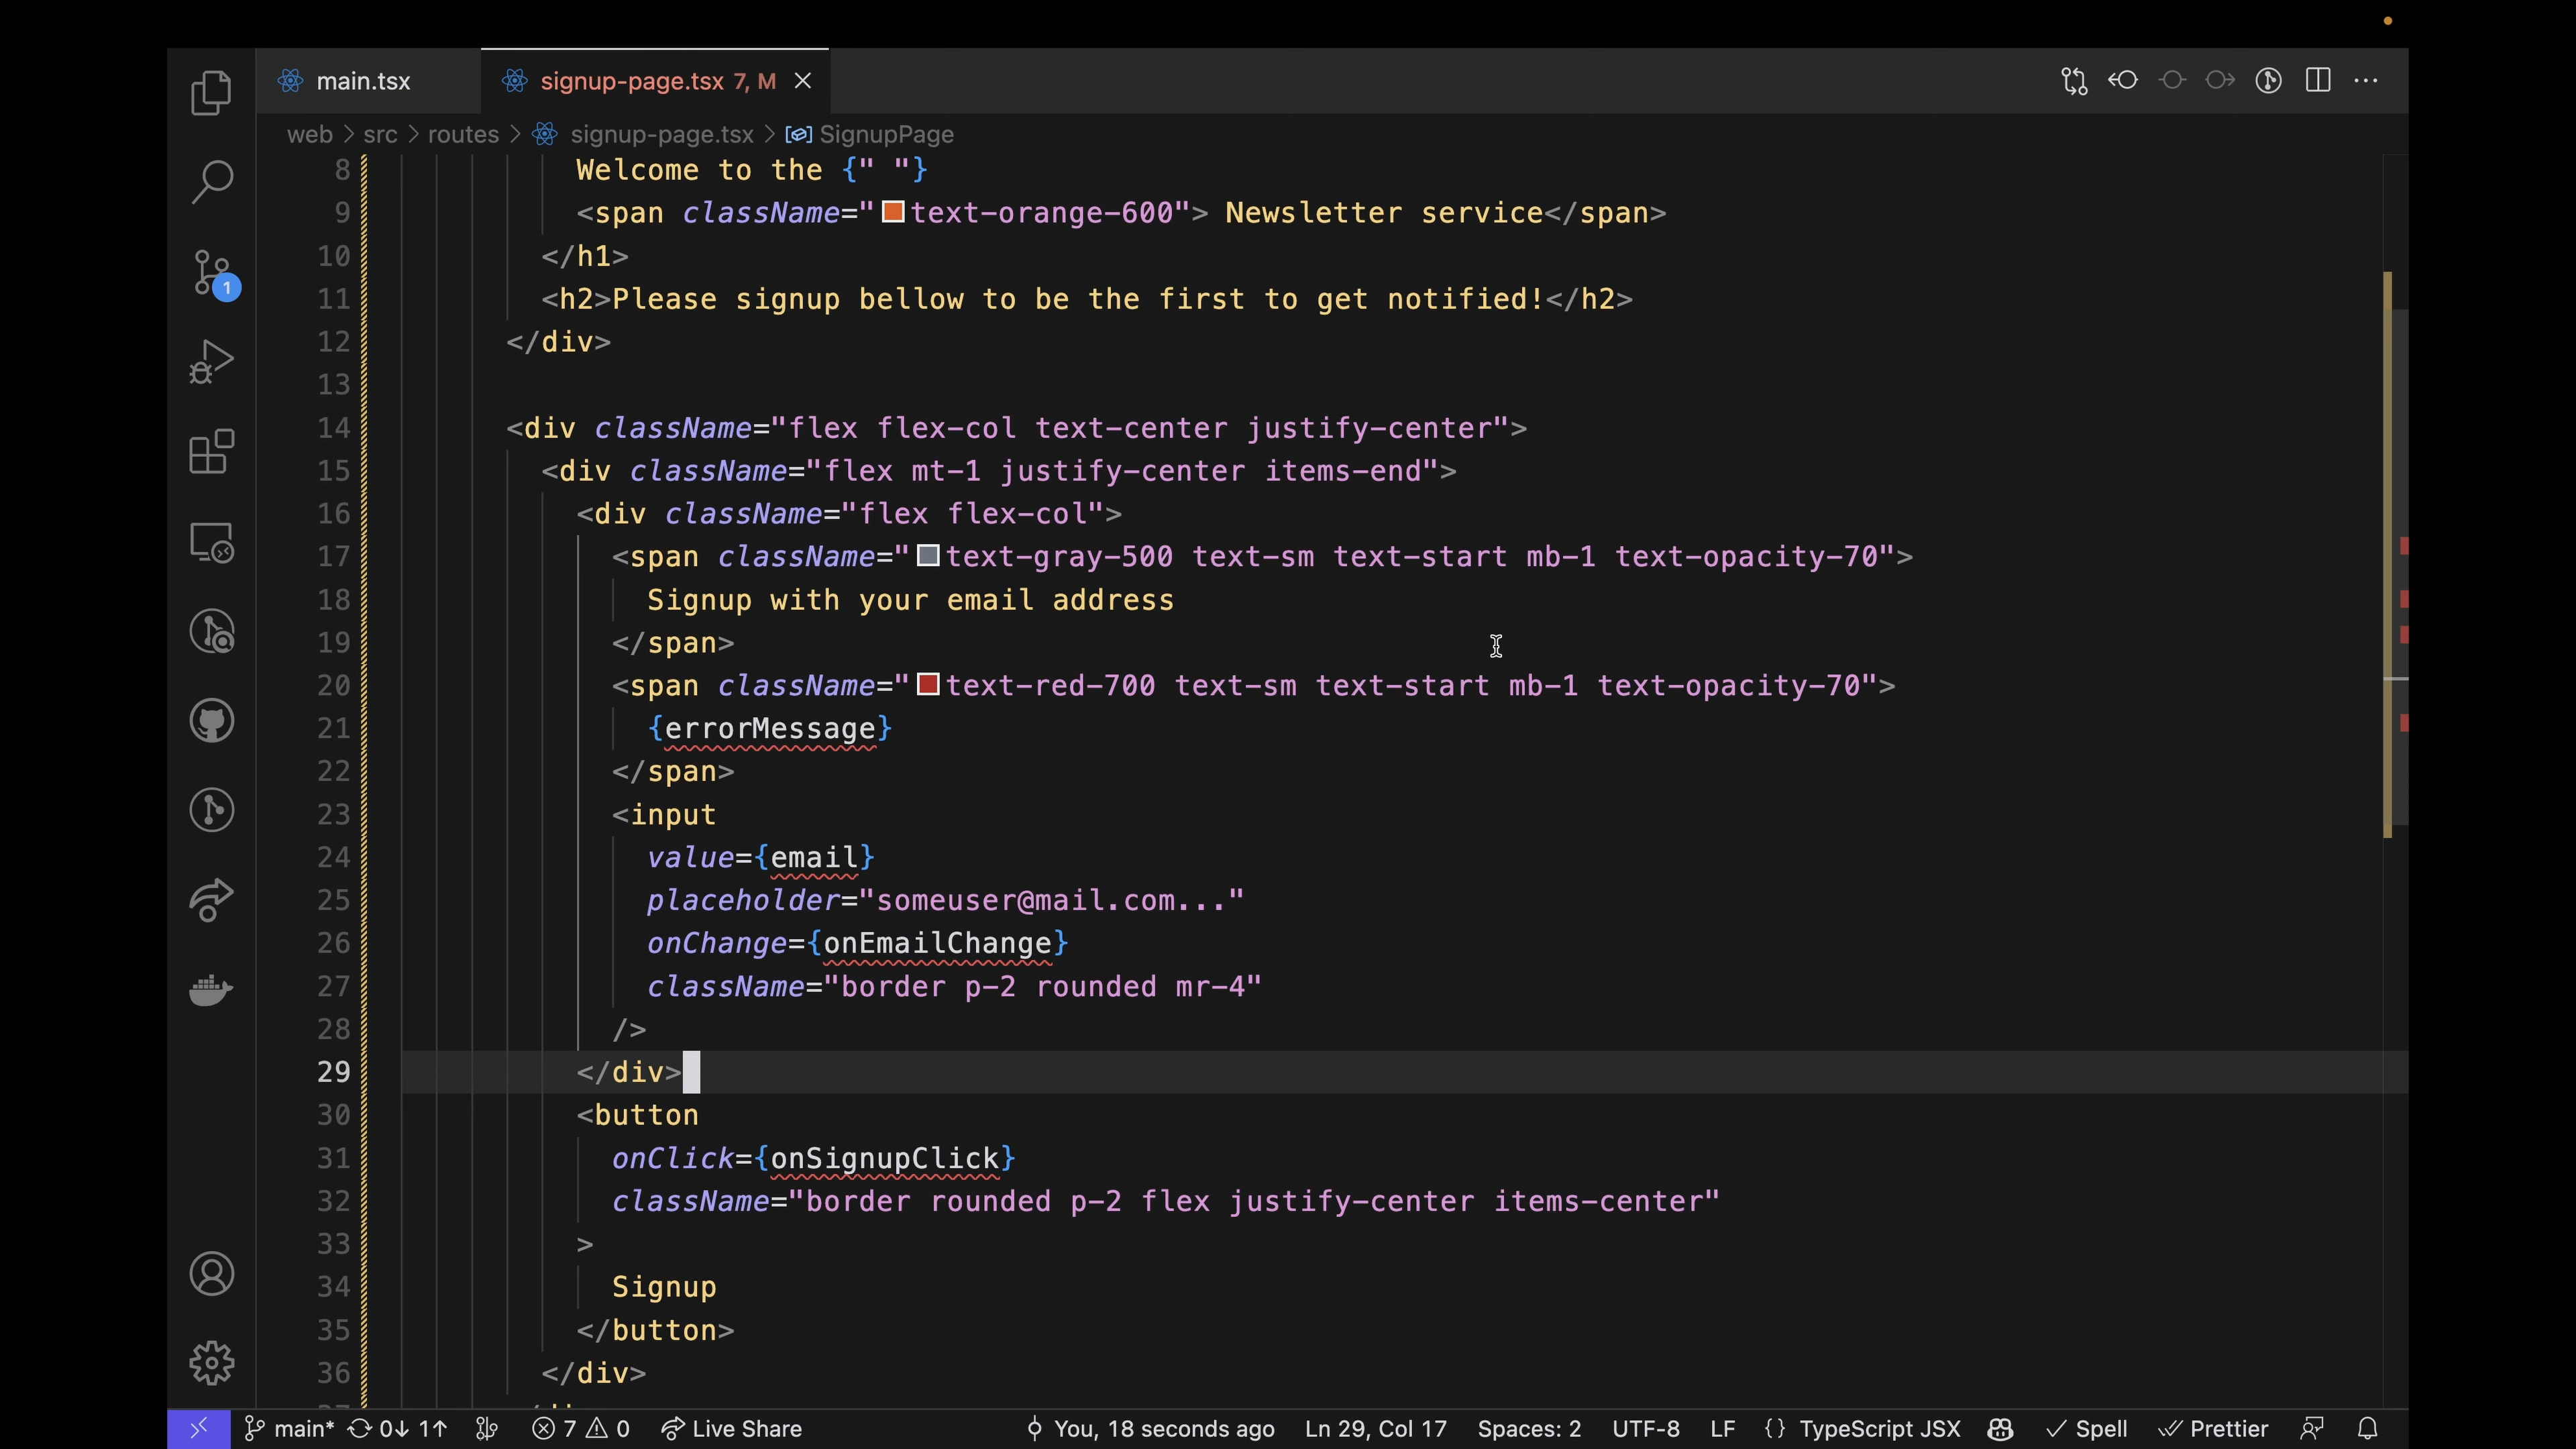 main.tsx
signup-page.tsx 7, M
web > src > routes > signup-page.tsx > SignupPage
8 Welcome to the {" "}
9 <span className="text-orange-600"> Newsletter service</span>
10 </h1>
11 <h2>Please signup bellow to be the first to get notified!</h2>
12 </div>
13
14 <div className="flex flex-col text-center justify-center">
15 <div className="flex mt-1 justify-center items-end">
16 <div className="flex flex-col">
17 <span className="text-gray-500 text-sm text-start mb-1 text-opacity-70">
18 Signup with your email address
19 </span>
20 <span className="text-red-700 text-sm text-start mb-1 text-opacity-70">
21 {errorMessage}
22 </span>
23 <input
24 value={email}
25 placeholder="someuser@mail.com..."
26 onChange={onEmailChange}
27 className="border p-2 rounded mr-4"
28 />
29 </div>
30 <button
31 onClick={onSignupClick}
32 className="border rounded p-2 flex justify-center items-center"
33 >
34 Signup
35 </button>
36 </div>
1
main* 0↓ 1↑ 7 0 Live Share You, 18 seconds ago Ln 29, Col 17 Spaces: 2 UTF-8 LF {} TypeScript JSX Spell Prettier